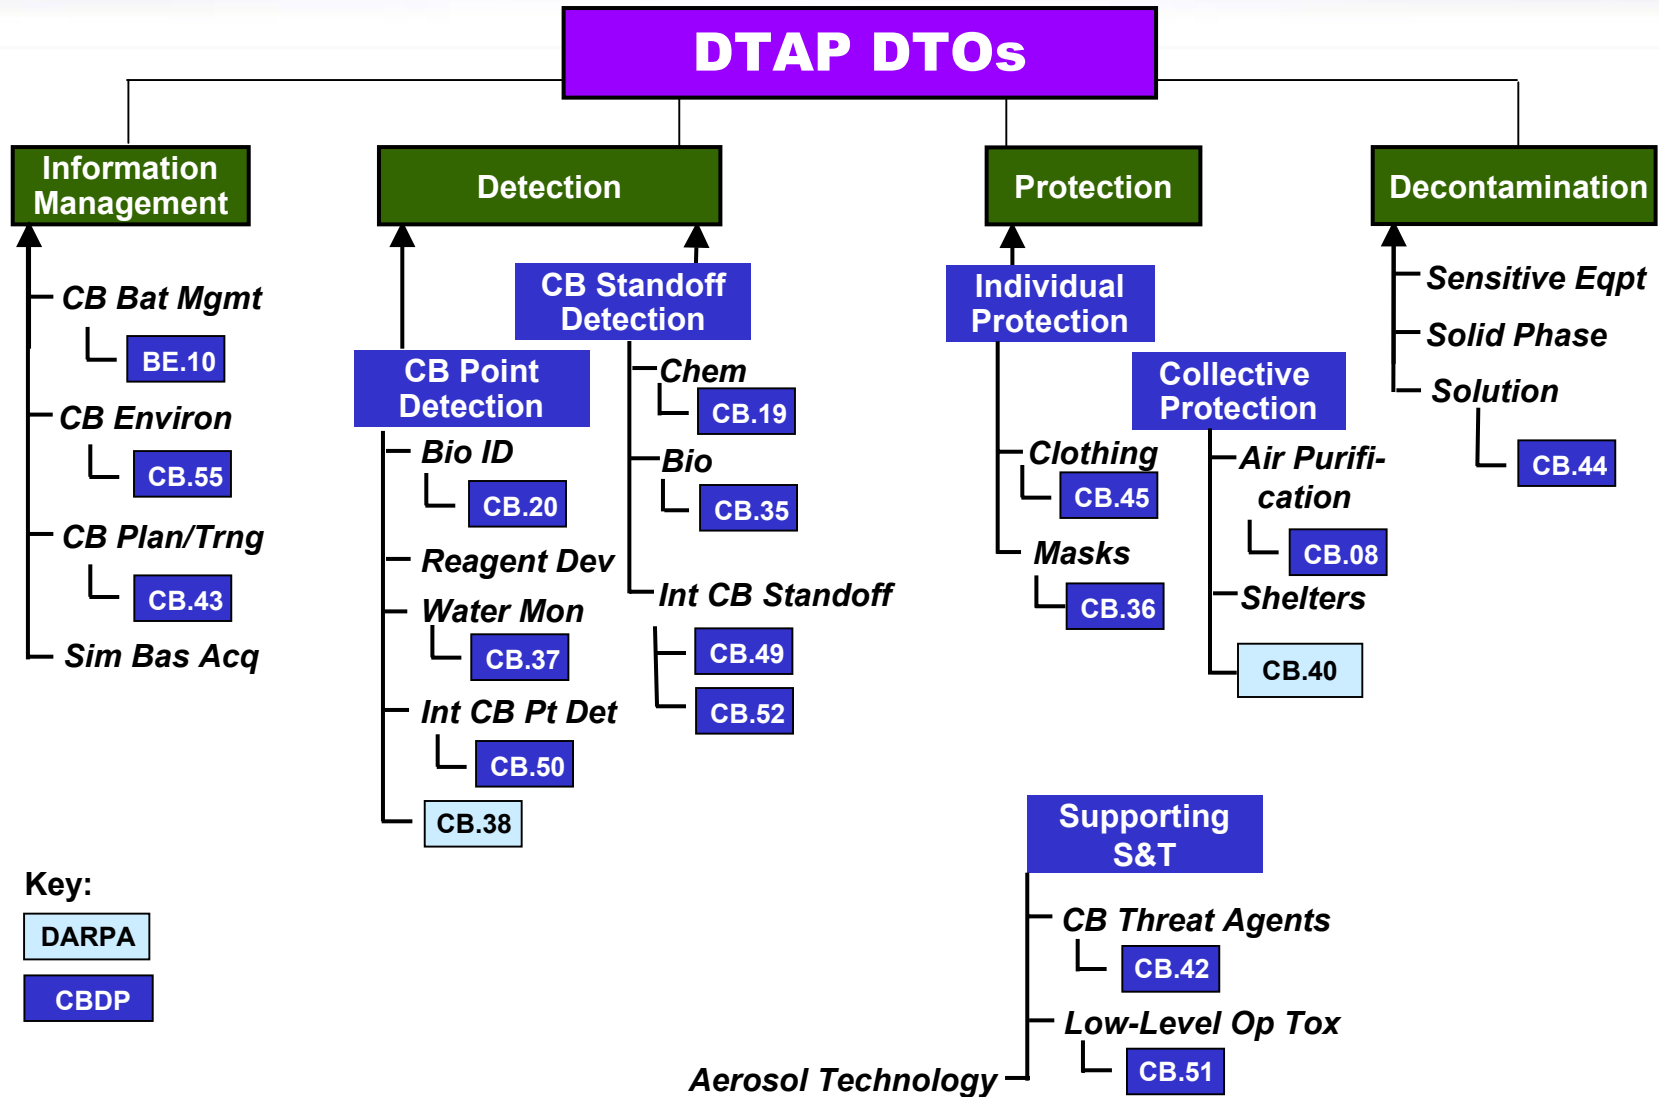 DTAP DTOs
Information
Management
Detection
Protection
Decontamination
CB Bat Mgmt
BE.10
CB Environ
CB.55
CB Plan/Trng
CB.43
Sim Bas Acq
CB Point
Detection
Bio ID
CB.20
Reagent Dev
Water Mon
CB.37
Int CB Pt Det
CB.50
CB.38
CB Standoff
Detection
Chem
CB.19
Bio
CB.35
Int CB Standoff
CB.49
CB.52
Individual
Protection
Clothing
CB.45
Masks
CB.36
Collective
Protection
Air Purifi-
cation
CB.08
Shelters
CB.40
Sensitive Eqpt
Solid Phase
Solution
CB.44
Supporting
S&T
CB Threat Agents
CB.42
Low-Level Op Tox
CB.51
Aerosol Technology
Key:
DARPA
CBDP